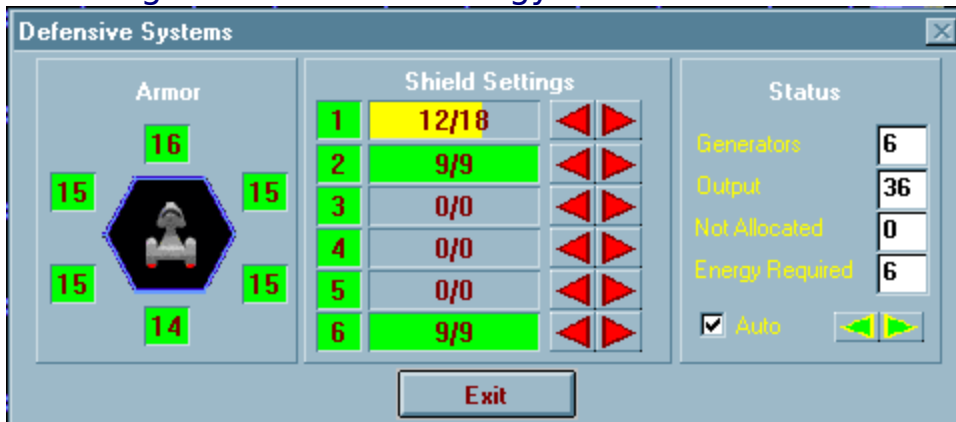 Defensive Systems
Armor
16
15 15
15 15
14
Shield Settings
1 12/18
2 9/9
3 0/0
4 0/0
5 0/0
6 9/9
Status
Generators 6
Output 36
Not Allocated 0
Energy Required 6
Auto
Exit